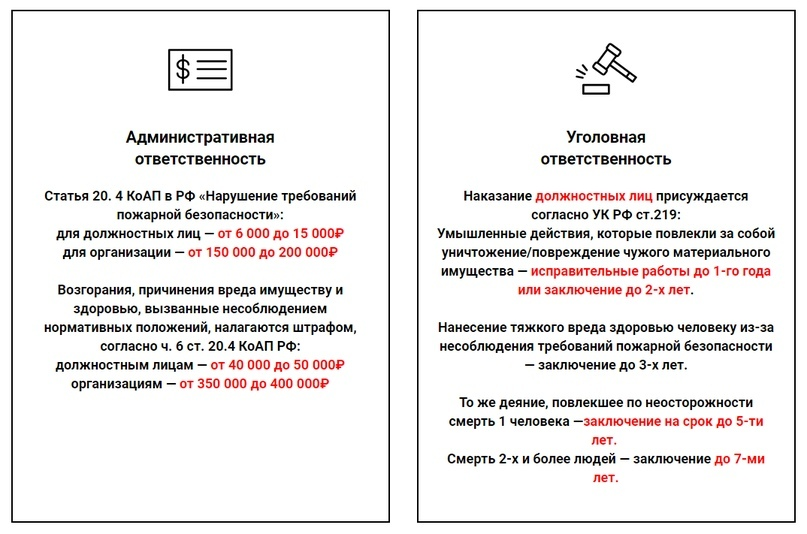 Административная
ответственность
Статья 20. 4 КоАП в РФ «Нарушение требований
пожарной безопасности»:
для должностных лиц — от 6 000 до 15 000₽
для организации — от 150 000 до 200 000₽
Возгорания, причинения вреда имуществу и
здоровью, вызванные несоблюдением
нормативных положений, налагаются штрафом,
согласно ч. 6 ст. 20.4 КоАП РФ:
должностным лицам — от 40 000 до 50 000₽
организациям — от 350 000 до 400 000₽
Уголовная
ответственность
Наказание должностных лиц присуждается
согласно УК РФ ст.219:
Умышленные действия, которые повлекли за собой
уничтожение/повреждение чужого материального
имущества — исправительные работы до 1-го года
или заключение до 2-х лет.
Нанесение тяжкого вреда здоровью человеку из-за
несоблюдения требований пожарной безопасности
— заключение до 3-х лет.
То же деяние, повлекшее по неосторожности
смерть 1 человека —заключение на срок до 5-ти
лет.
Смерть 2-х и более людей — заключение до 7-ми
лет.